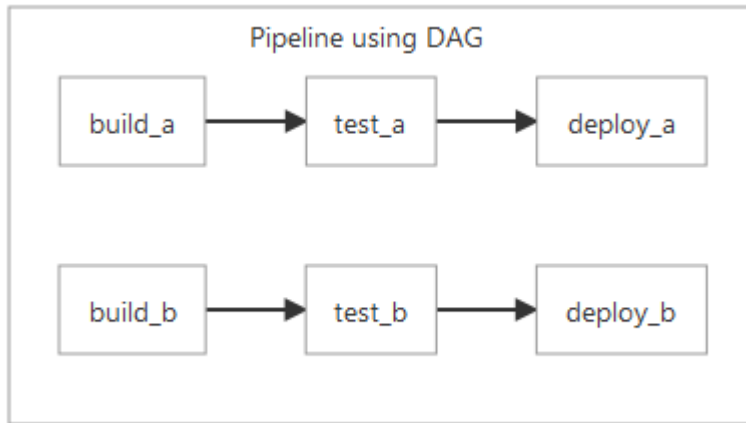 Pipeline using DAG
build_a
test_a
deploy_a
build_b
test_b
deploy_b